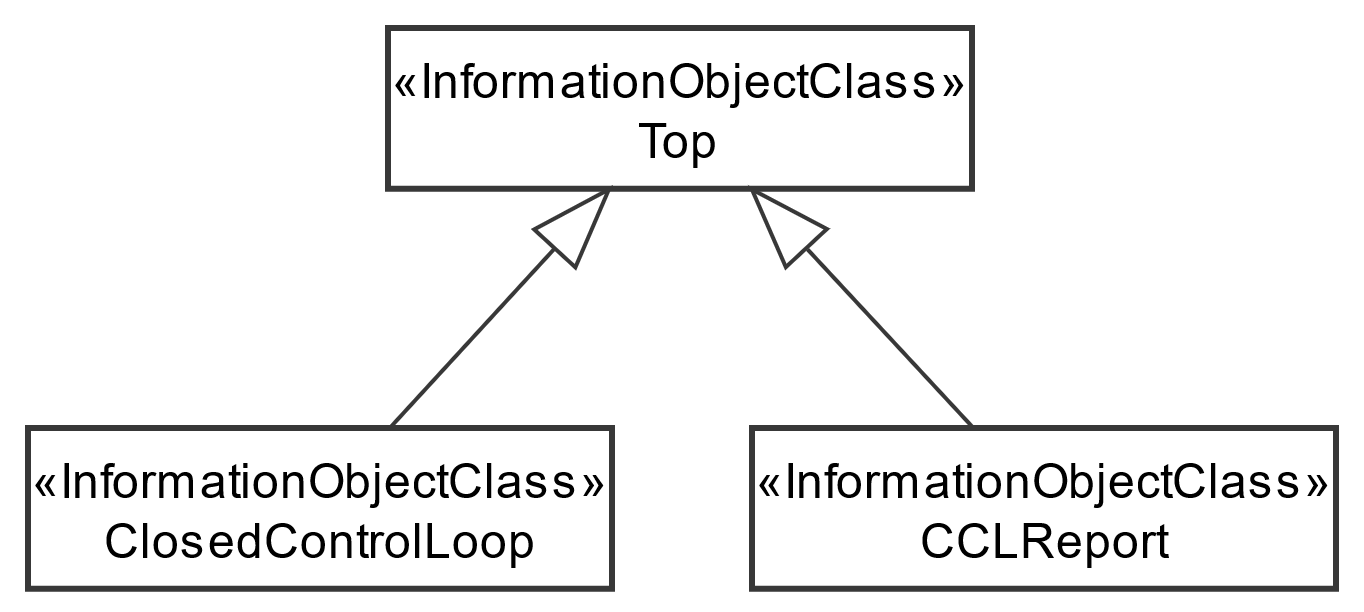 «InformationObjectClass»
Top
«InformationObjectClass»
ClosedControlLoop
«InformationObjectClass»
CCLReport